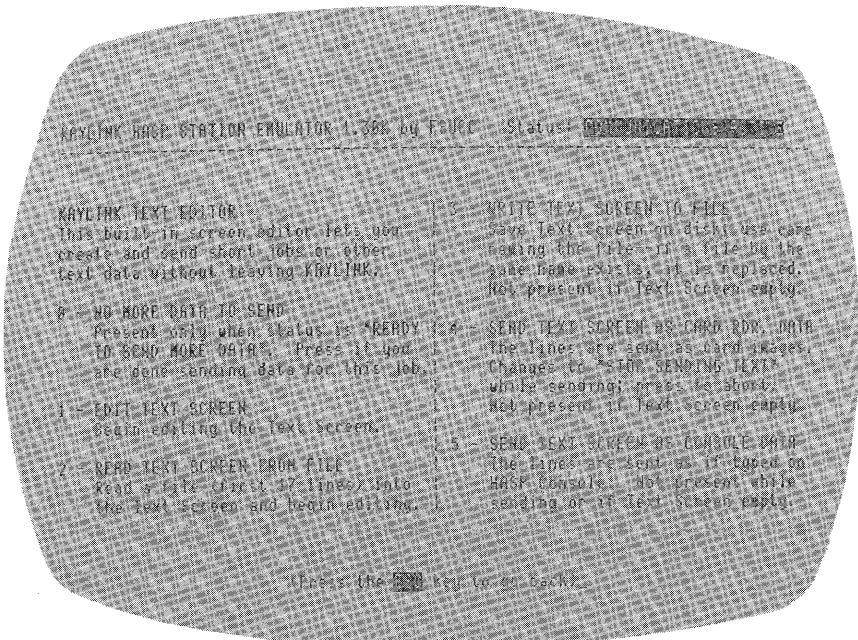 KAYLINK HASP STATION EMULATOR by FSUCC Status:
KAYLINK TEXT EDITOR
This built-in screen editor lets you
create and send short jobs or other
text data without leaving KAYLINK.
0 - NO MORE DATA TO SEND
Present only when status is "READY
TO SEND MORE DATA". Press if you
are done sending data for this job.
1 - EDIT TEXT SCREEN
Begin editing the Text Screen.
2 - READ TEXT SCREEN FROM FILE
Read a file (first 17 lines) into
the Text Screen and begin editing.
3 - WRITE TEXT SCREEN TO FILE
Save Text Screen on disk; use care
naming the file--if a file by the
same name exists, it is replaced.
Not present if Text Screen empty.
4 - SEND TEXT SCREEN AS CARD RDR. DATA
The lines are sent as card images.
Changes to "STOP SENDING TEXT"
while sending; press to abort.
Not present if Text Screen empty.
5 - SEND TEXT SCREEN AS CONSOLE DATA
The lines are sent as if typed on
HASP Console. Not present while
sending or if Text Screen empty.
(Press the key to go back)